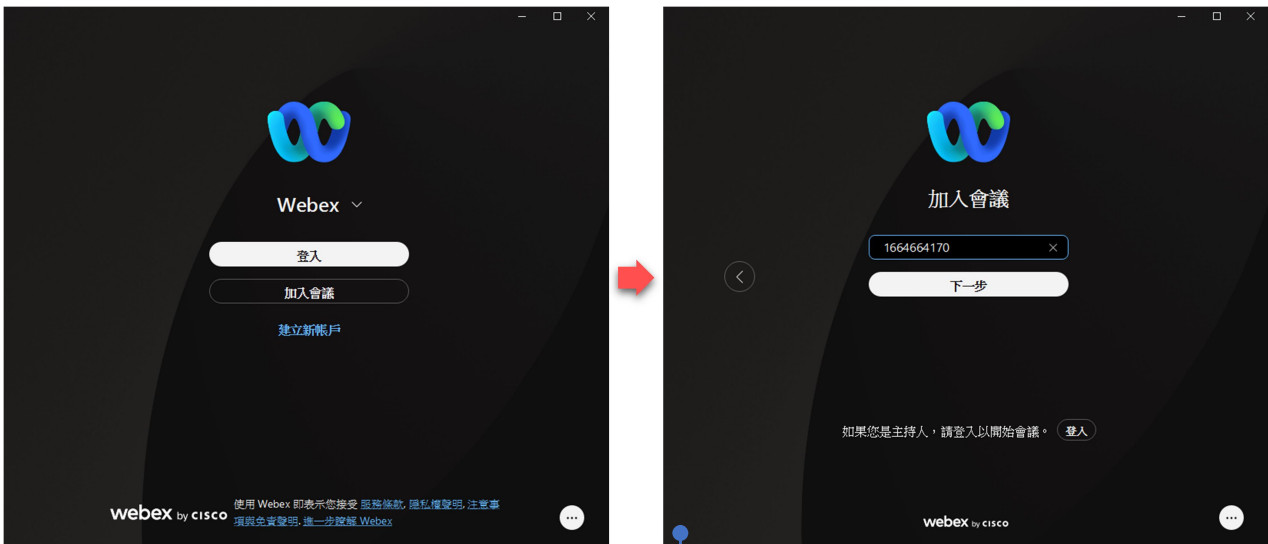 Webex
登入
加入會議
建立新帳戶
webex by CISCO
使用 Webex 即表示您接受 服務條款, 隱私權聲明, 注意事
項與免責聲明. 進一步瞭解 Webex
加入會議
1664664170
下一步
如果您是主持人，請登入以開始會議。 登入
webex by CISCO